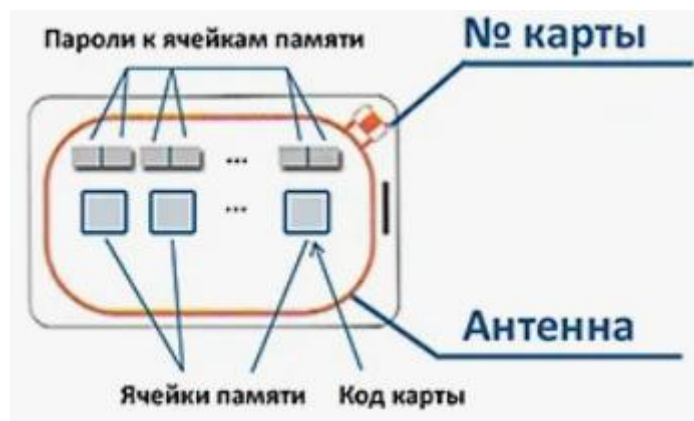 Пароли к ячейкам памяти
№ карты
...
...
Антенна
Ячейки памяти
Код карты